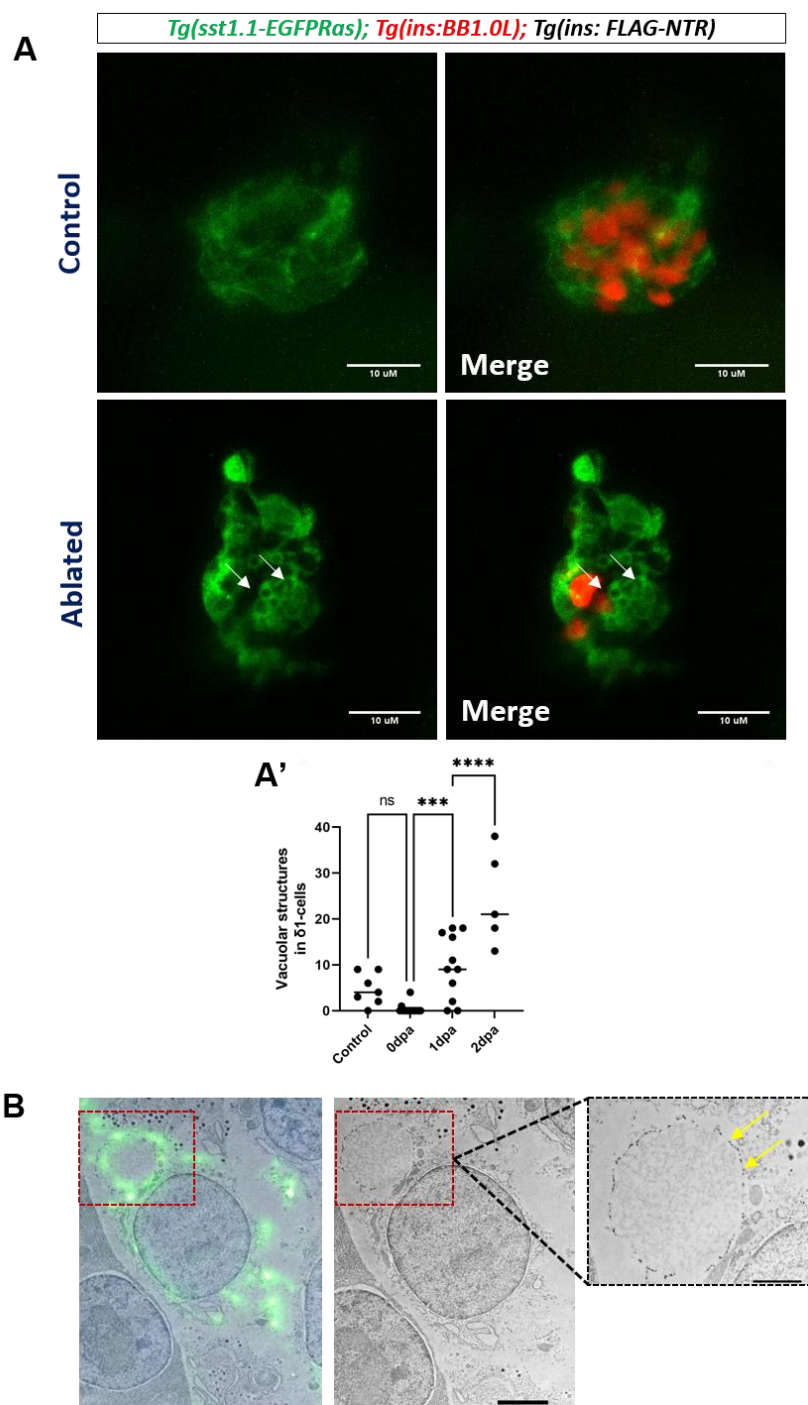 Tg(sst1.1-EGFPRas); Tg(ins:BB1.0L); Tg(ins: FLAG-NTR)
A
Control
10 uM
Merge
10 uM
Ablated
10 uM
Merge
10 uM
A'
ns
***
****
Vacuolar structures
in δ1-cells
40
30
20
10
0
Control
0dpa
1dpa
2dpa
B